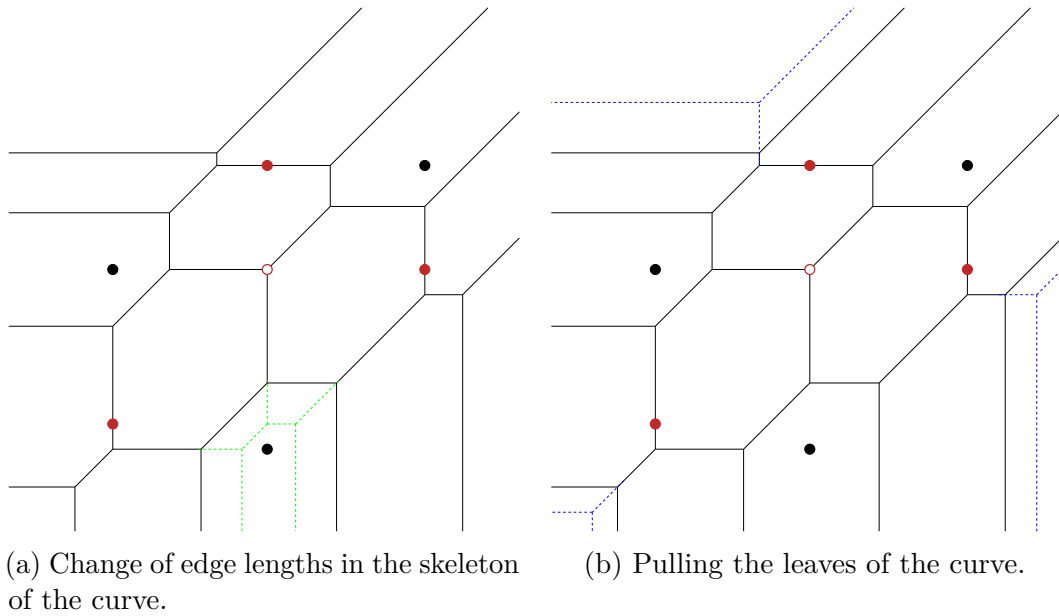 (a) Change of edge lengths in the skeleton
of the curve.
(b) Pulling the leaves of the curve.